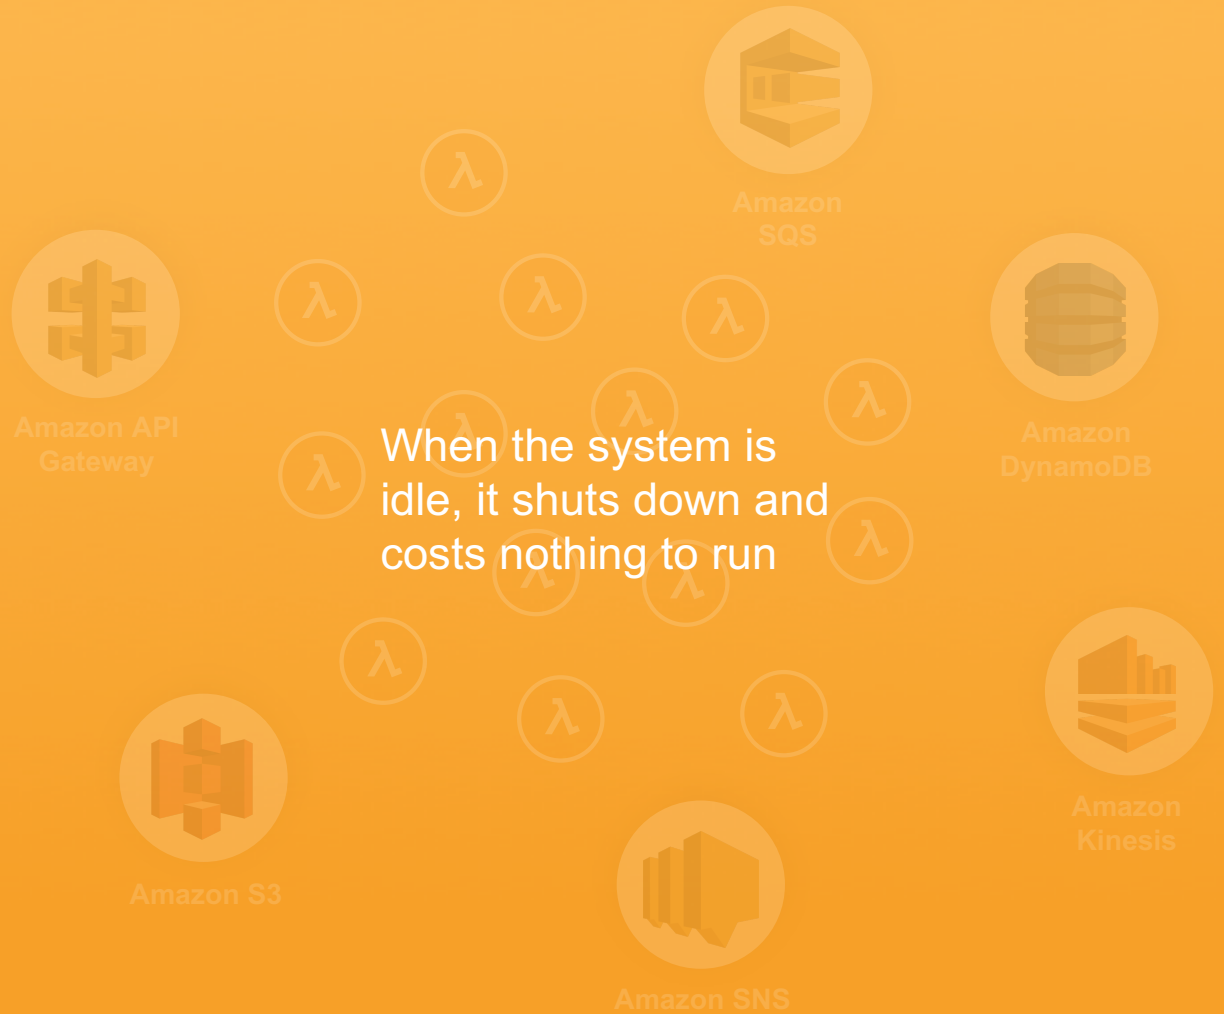 Amazon
SQS
Amazon API
Gateway
Amazon
DynamoDB
λ
λ
λ
λ
λ
λ
λ
λ
When the system is
idle, it shuts down and
costs nothing to run
λ
λ
λ
λ
λ
λ
Amazon
Kinesis
Amazon S3
Amazon SNS